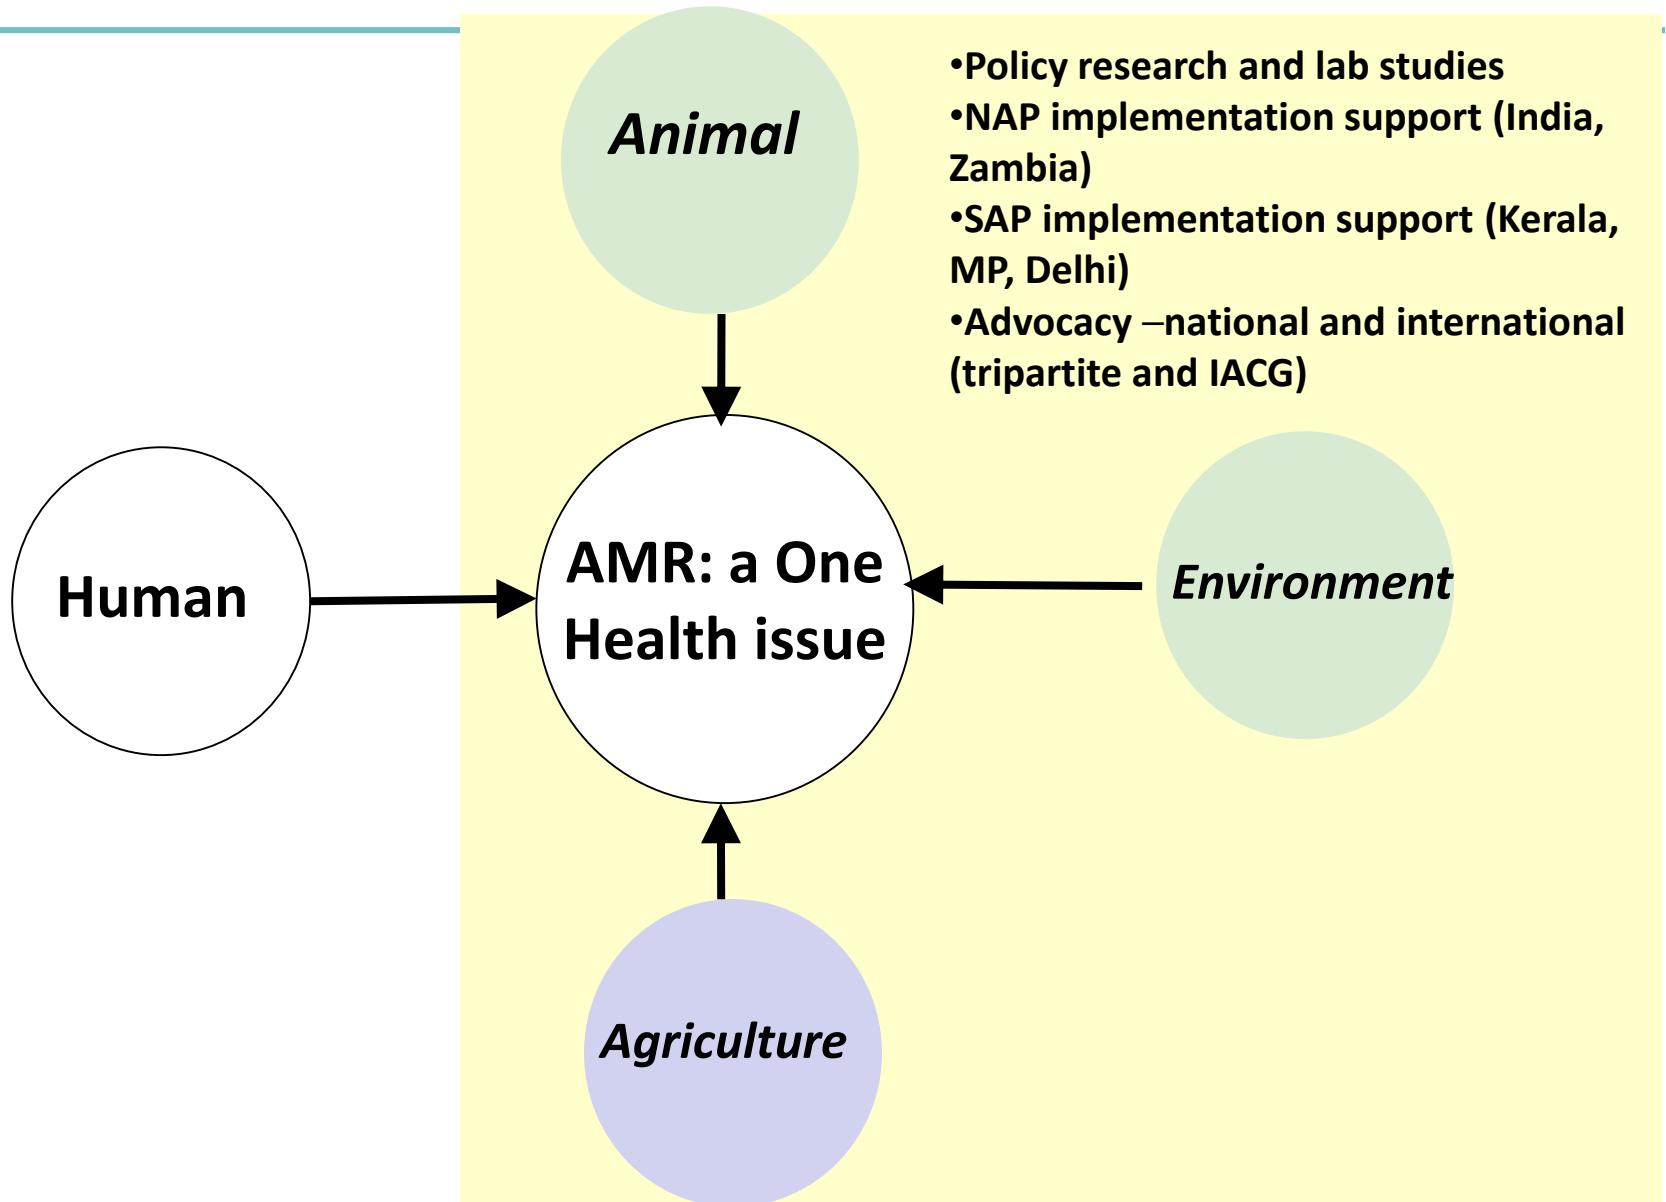 Animal
•Policy research and lab studies
•NAP implementation support (India,
Zambia)
•SAP implementation support (Kerala,
MP, Delhi)
•Advocacy –national and international
(tripartite and IACG)
Human
AMR: a One
Health issue
Environment
Agriculture